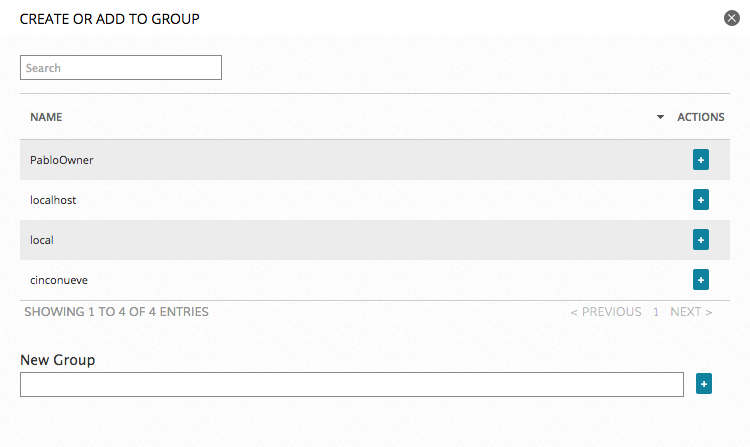 CREATE OR ADD TO GROUP
Search
NAME ACTIONS
PabloOwner
localhost
local
cinconueve
SHOWING 1 TO 4 OF 4 ENTRIES < PREVIOUS 1 NEXT >
New Group